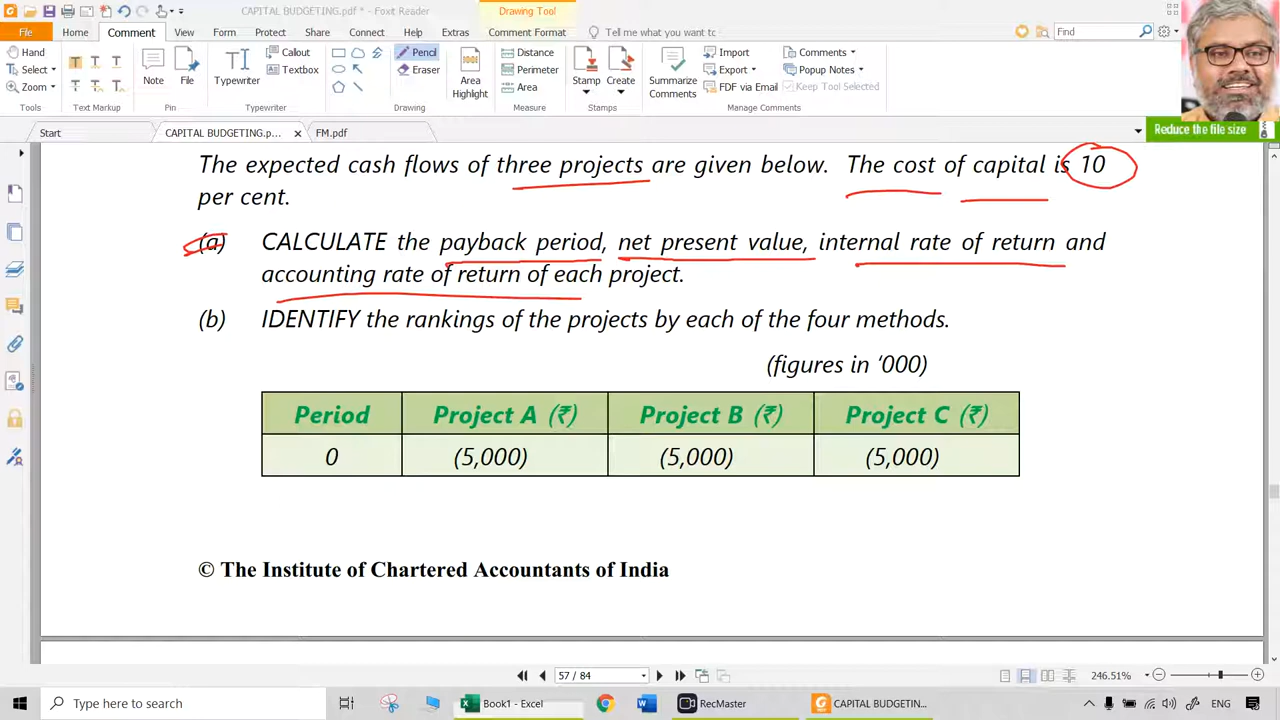 CAPITAL BUDGETING.pdf * - Foxit Reader
Drawing Tool
File Home Comment View Form Protect Share Connect Help Extras Comment Format Tell me what you want to Find
Hand
Select
Zoom
Tools
Text Markup
Note
File
Pin
Typewriter
Callout
Textbox
Typewriter
Pencil
Eraser
Drawing
Area
Highlight
Distance
Perimeter
Area
Measure
Stamp
Create
Stamps
Summarize
Comments
Import
Export
FDF via Email
Comments
Popup Notes
Keep Tool Selected
Manage Comments
Start CAPITAL BUDGETING.p... FM.pdf
Reduce the file size
The expected cash flows of three projects are given below. The cost of capital is 10
per cent.
(a) CALCULATE the payback period, net present value, internal rate of return and
accounting rate of return of each project.
(b) IDENTIFY the rankings of the projects by each of the four methods.
(figures in ‘000)
Period Project A (₹) Project B (₹) Project C (₹)
0 (5,000) (5,000) (5,000)
© The Institute of Chartered Accountants of India
57 / 84 246.51%
Type here to search Book1 - Excel RecMaster CAPITAL BUDGETIN... ENG